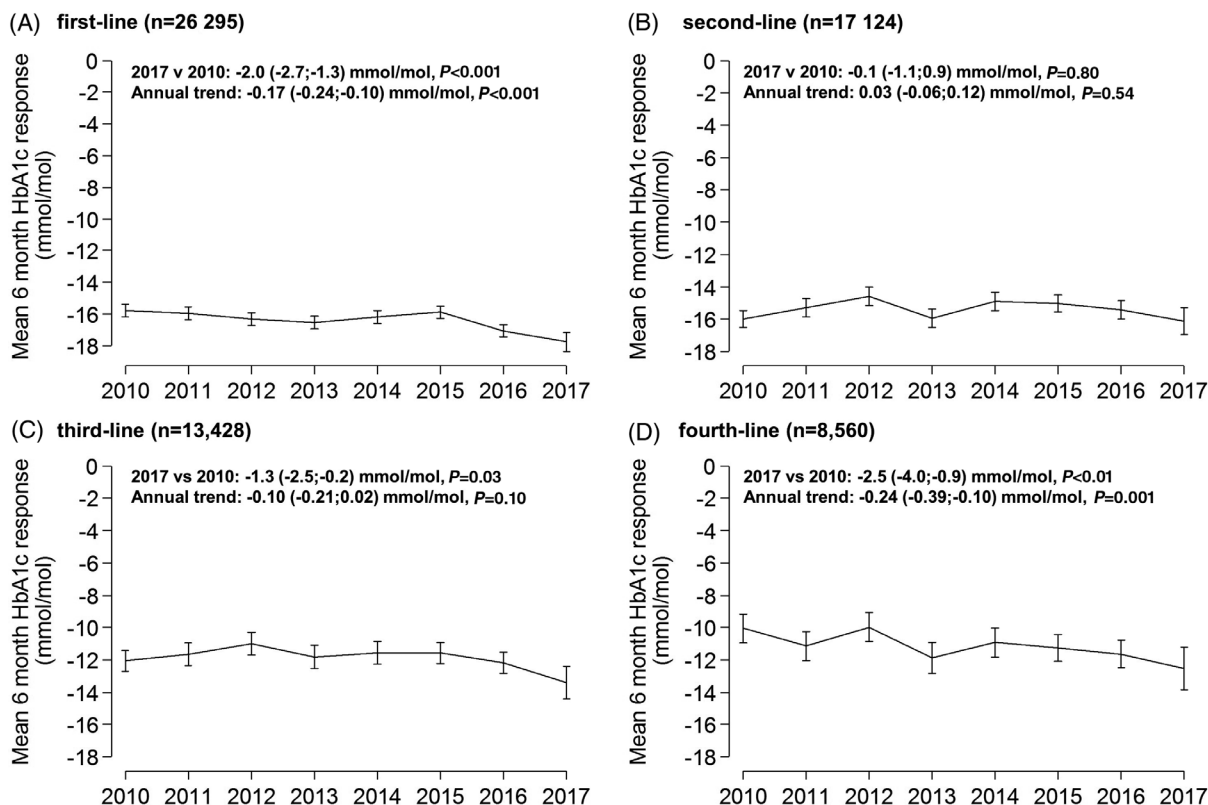 (A) first-line (n=26 295)
2017 v 2010: -2.0 (-2.7;-1.3) mmol/mol, P<0.001
Annual trend: -0.17 (-0.24;-0.10) mmol/mol, P<0.001
Mean 6 month HbA1c response
(mmol/mol)
0
-2
-4
-6
-8
-10
-12
-14
-16
-18
2010 2011 2012 2013 2014 2015 2016 2017
(B) second-line (n=17 124)
2017 v 2010: -0.1 (-1.1;0.9) mmol/mol, P=0.80
Annual trend: 0.03 (-0.06;0.12) mmol/mol, P=0.54
Mean 6 month HbA1c response
(mmol/mol)
0
-2
-4
-6
-8
-10
-12
-14
-16
-18
2010 2011 2012 2013 2014 2015 2016 2017
(C) third-line (n=13,428)
2017 vs 2010: -1.3 (-2.5;-0.2) mmol/mol, P=0.03
Annual trend: -0.10 (-0.21;0.02) mmol/mol, P=0.10
Mean 6 month HbA1c response
(mmol/mol)
0
-2
-4
-6
-8
-10
-12
-14
-16
-18
2010 2011 2012 2013 2014 2015 2016 2017
(D) fourth-line (n=8,560)
2017 vs 2010: -2.5 (-4.0;-0.9) mmol/mol, P<0.01
Annual trend: -0.24 (-0.39;-0.10) mmol/mol, P=0.001
Mean 6 month HbA1c response
(mmol/mol)
0
-2
-4
-6
-8
-10
-12
-14
-16
-18
2010 2011 2012 2013 2014 2015 2016 2017